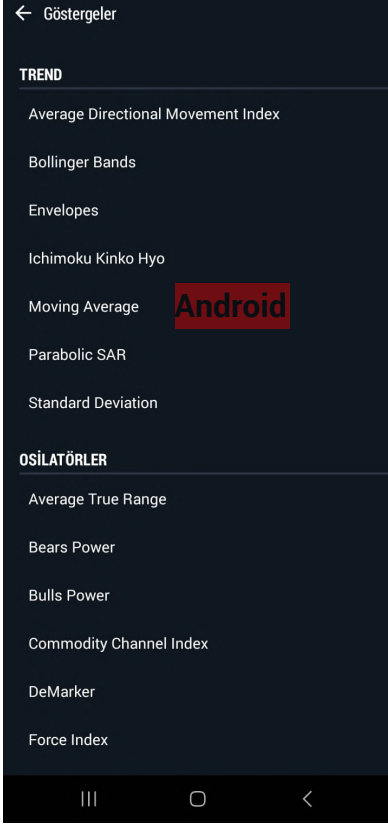 Göstergeler
TREND
Average Directional Movement Index
Bollinger Bands
Envelopes
Ichimoku Kinko Hyo
Moving Average Android
Parabolic SAR
Standard Deviation
OSİLATÖRLER
Average True Range
Bears Power
Bulls Power
Commodity Channel Index
DeMarker
Force Index